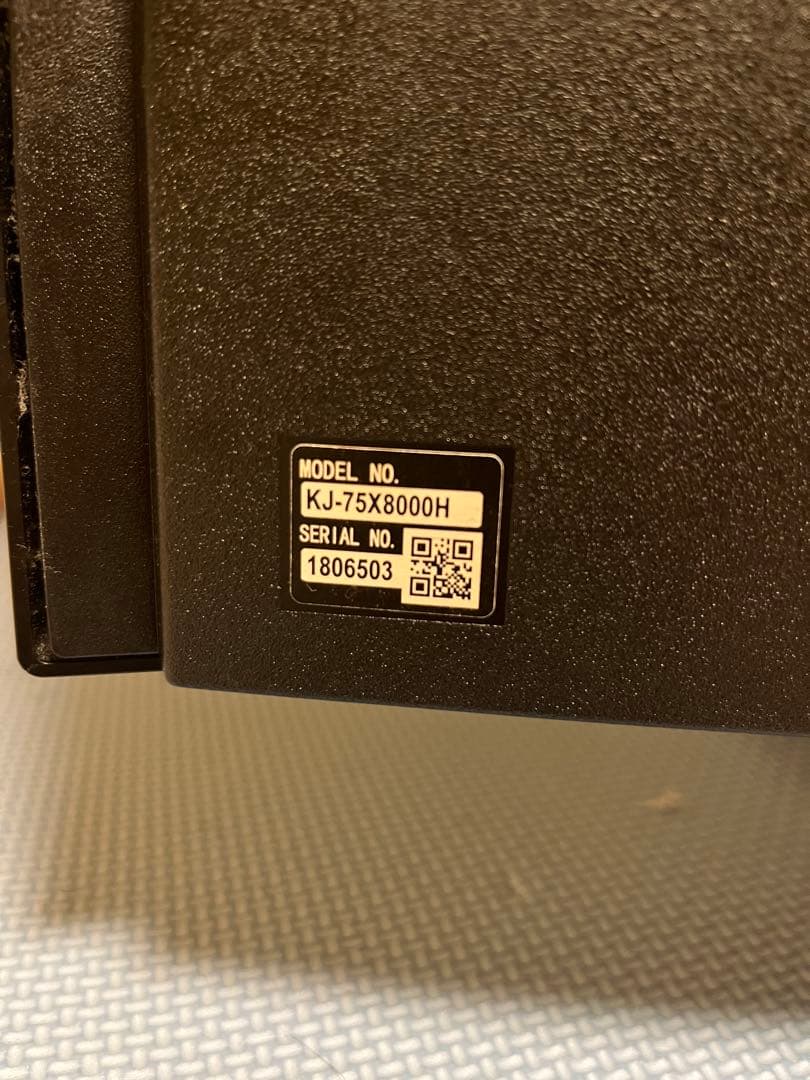 MODEL NO.
KJ-75X8000H
SERIAL NO.
1806503